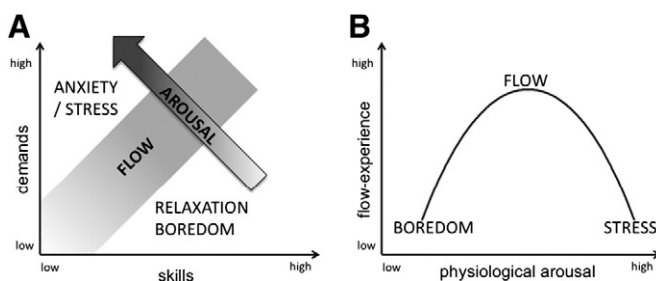 A
high
ANXIETY
/ STRESS
AROUSAL
FLOW
RELAXATION
BOREDOM
demands
low
low
high
skills
B
high
FLOW
flow-experience
BOREDOM
STRESS
low
low
high
physiological arousal